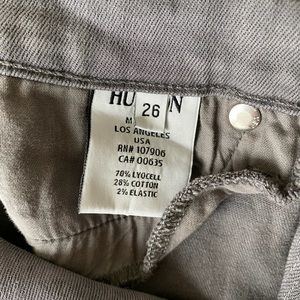 HU N
26
M
LOS ANGELES
USA
RN# 107906
CA# 00635
70% LYOCELL
28% COTTON
2% ELASTIC